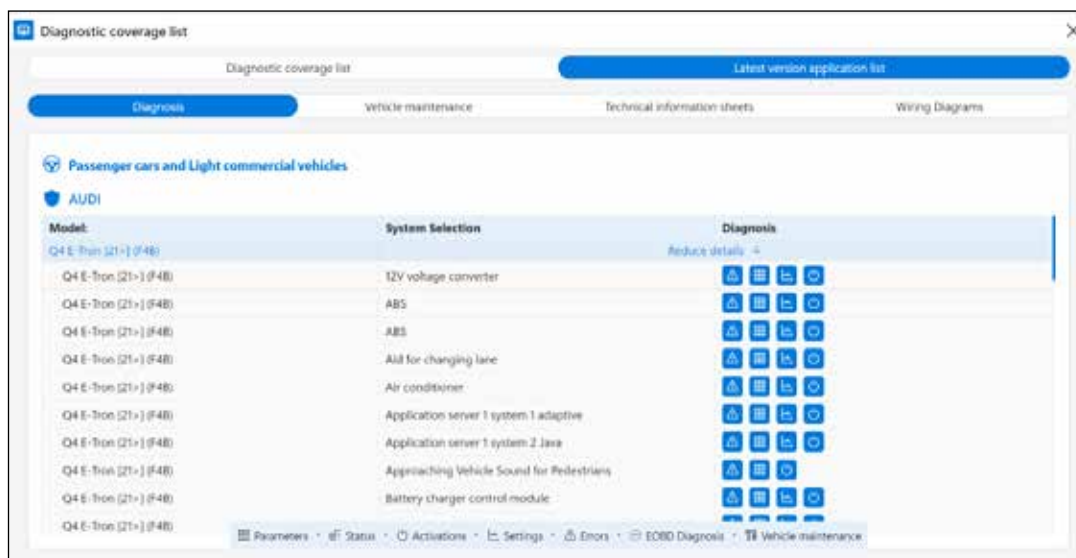 Diagnostic coverage list
Diagnostic coverage list Latest version application list
Diagnosis Vehicle maintenance Technical information sheets Wiring Diagrams
Passenger cars and Light commercial vehicles
AUDI
Model: System Selection Diagnosis
Q4 E-Tron [21>] (F4B) Reduce details
Q4 E-Tron [21>] (F4B) 12V voltage converter
Q4 E-Tron [21>] (F4B) ABS
Q4 E-Tron [21>] (F4B) ABS
Q4 E-Tron [21>] (F4B) Aid for changing lane
Q4 E-Tron [21>] (F4B) Air conditioner
Q4 E-Tron [21>] (F4B) Application server 1 system 1 adaptive
Q4 E-Tron [21>] (F4B) Application server 1 system 2 Java
Q4 E-Tron [21>] (F4B) Approaching Vehicle Sound for Pedestrians
Q4 E-Tron [21>] (F4B) Battery charger control module
Q4 E-Tron [21>] (F4B)
Parameters • Status • Activations • Settings • Errors • EOBD Diagnosis • Vehicle maintenance